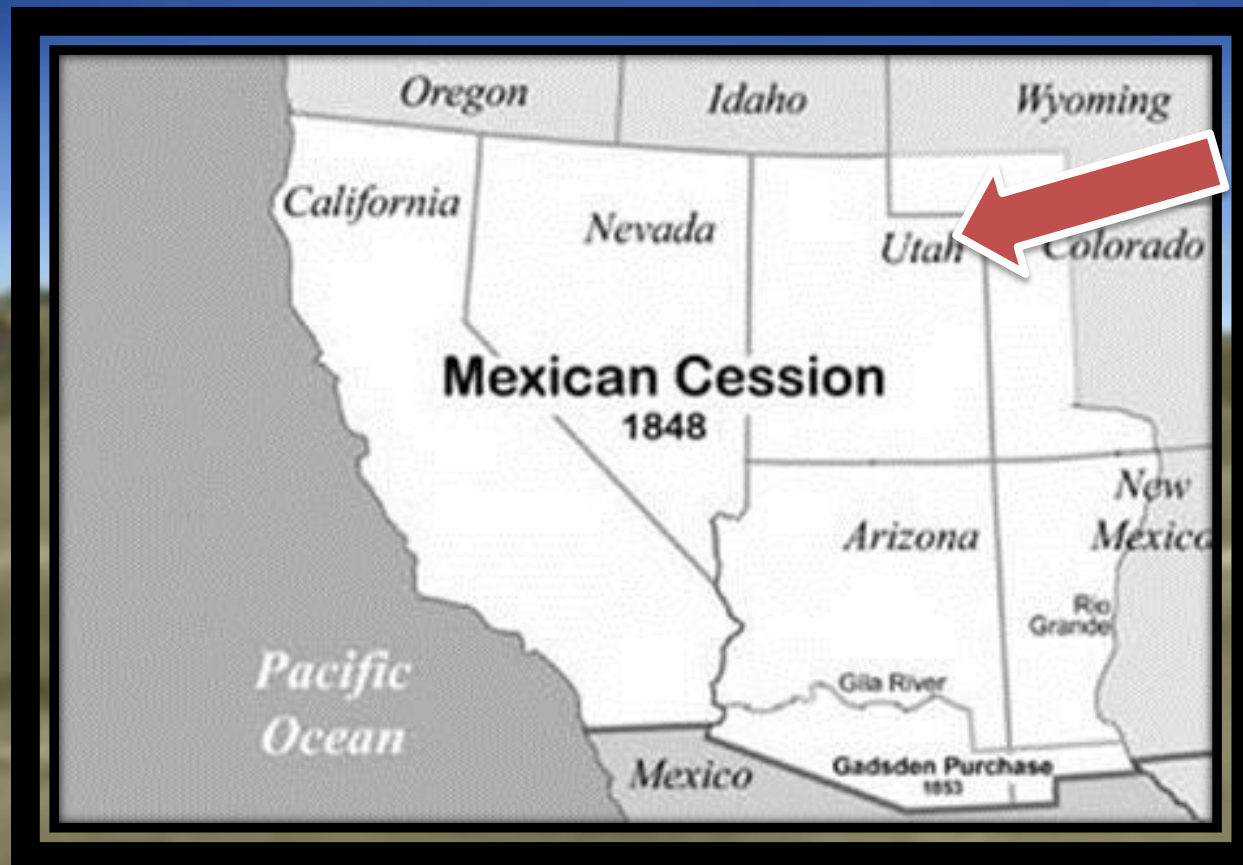 Oregon
Idaho
Wyoming
California
Nevada
Utah
Colorado
Mexican Cession
1848
Arizona
New
Mexico
Rio
Grande
Gila River
Pacific
Ocean
Mexico
Gadsden Purchase
1853